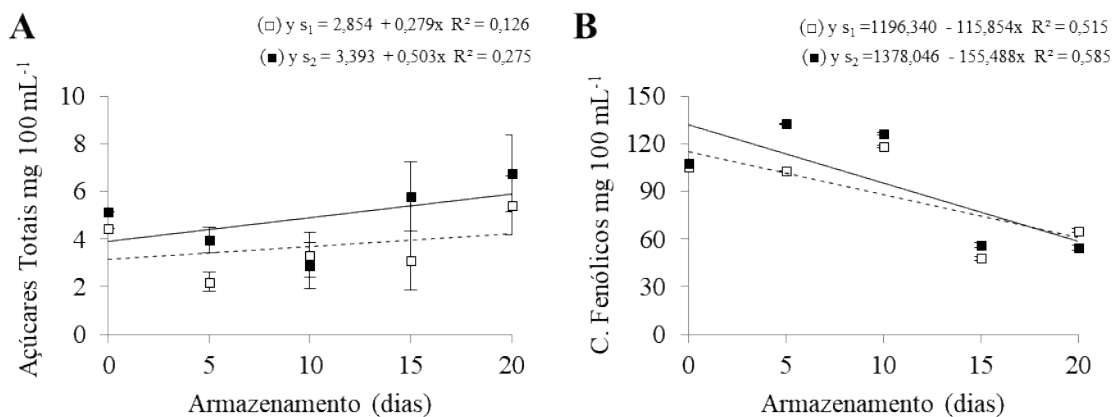 A
(□) y s₁ = 2,854 + 0,279x R² = 0,126
(■) y s₂ = 3,393 + 0,503x R² = 0,275
Açúcares Totais mg 100 mL⁻¹
10
8
6
4
2
0
0 5 10 15 20
Armazenamento (dias)
B
(□) y s₁ =1196,340 - 115,854x R² = 0,515
(■) y s₂ =1378,046 - 155,488x R² = 0,585
C. Fenólicos mg 100 mL⁻¹
150
120
90
60
30
0
0 5 10 15 20
Armazenamento (dias)